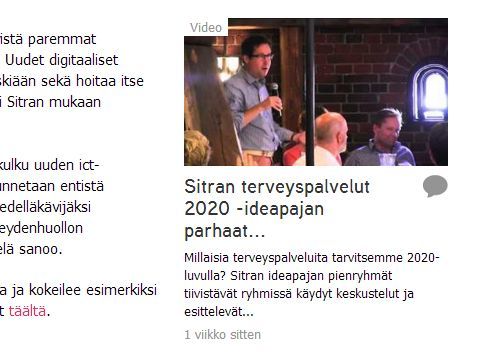 istä paremmat
Uudet digitaaliset
skiään sekä hoitaa itse
i Sitran mukaan
kulku uuden ict-
nnetaan entistä
edelläkävijäksi
eydenhuollon
elä sanoo.
a ja kokeilee esimerkiksi
t täältä.
Video
Sitran terveyspalvelut
2020 -ideapajan
parhaat...
Millaisia terveyspalveluita tarvitsemme 2020-
luvulla? Sitran ideapajan pienryhmät
tiivistävät ryhmissä käydyt keskustelut ja
esittelevät...
1 viikko sitten